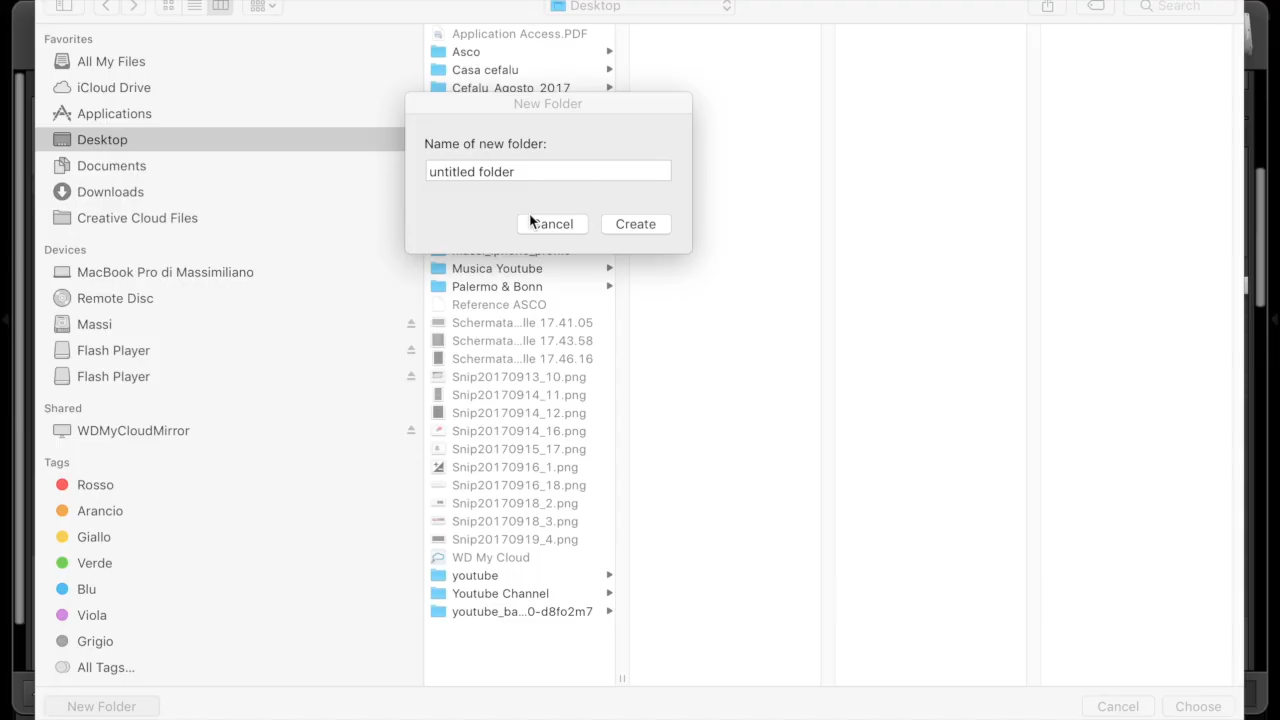 Desktop
Search
Favorites
All My Files
iCloud Drive
Applications
Desktop
Documents
Downloads
Creative Cloud Files
Devices
MacBook Pro di Massimiliano
Remote Disc
Massi
Flash Player
Flash Player
Shared
WDMyCloudMirror
Tags
Rosso
Arancio
Giallo
Verde
Blu
Viola
Grigio
All Tags...
Application Access.PDF
Asco
Casa cefalu
Cefalu Agosto 2017
New Folder
Name of new folder:
untitled folder
Cancel
Create
Musica Youtube
Palermo & Bonn
Reference ASCO
Schermata...lle 17.41.05
Schermata...lle 17.43.58
Schermata...lle 17.46.16
Snip20170913_10.png
Snip20170914_11.png
Snip20170914_12.png
Snip20170914_16.png
Snip20170915_17.png
Snip20170916_1.png
Snip20170916_18.png
Snip20170918_2.png
Snip20170918_3.png
Snip20170919_4.png
WD My Cloud
youtube
Youtube Channel
youtube_ba...0-d8fo2m7
New Folder
Cancel
Choose